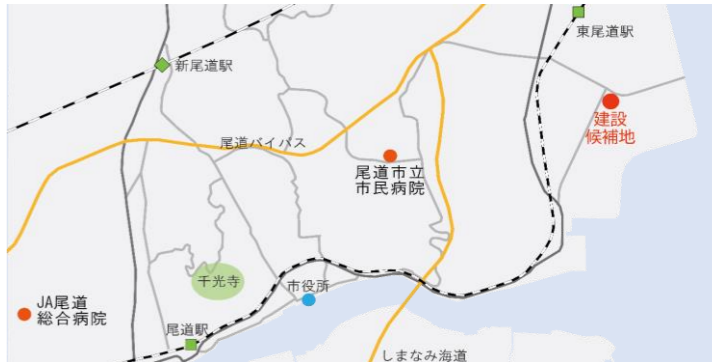 東尾道駅
新尾道駅
建設
候補地
尾道バイパス
尾道市立
市民病院
千光寺
市役所
JA尾道
総合病院
尾道駅
しまなみ海道